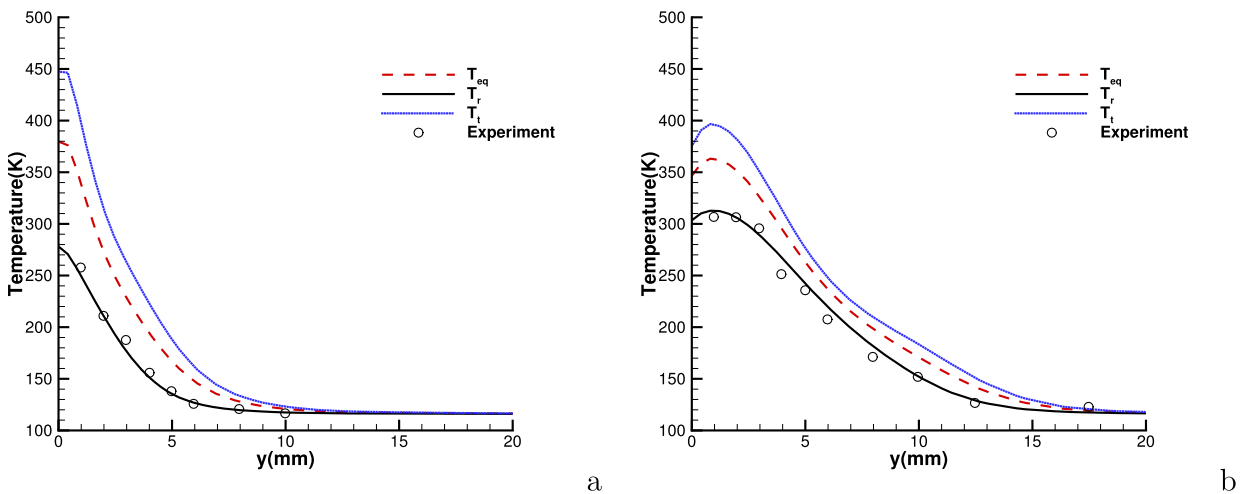 500
450
400
350
300
250
200
150
100
0
5
10
15
20
Temperature(K)
y(mm)
T_eq
T_r
T_t
Experiment
a
500
450
400
350
300
250
200
150
100
0
5
10
15
20
Temperature(K)
y(mm)
T_eq
T_r
T_t
Experiment
b